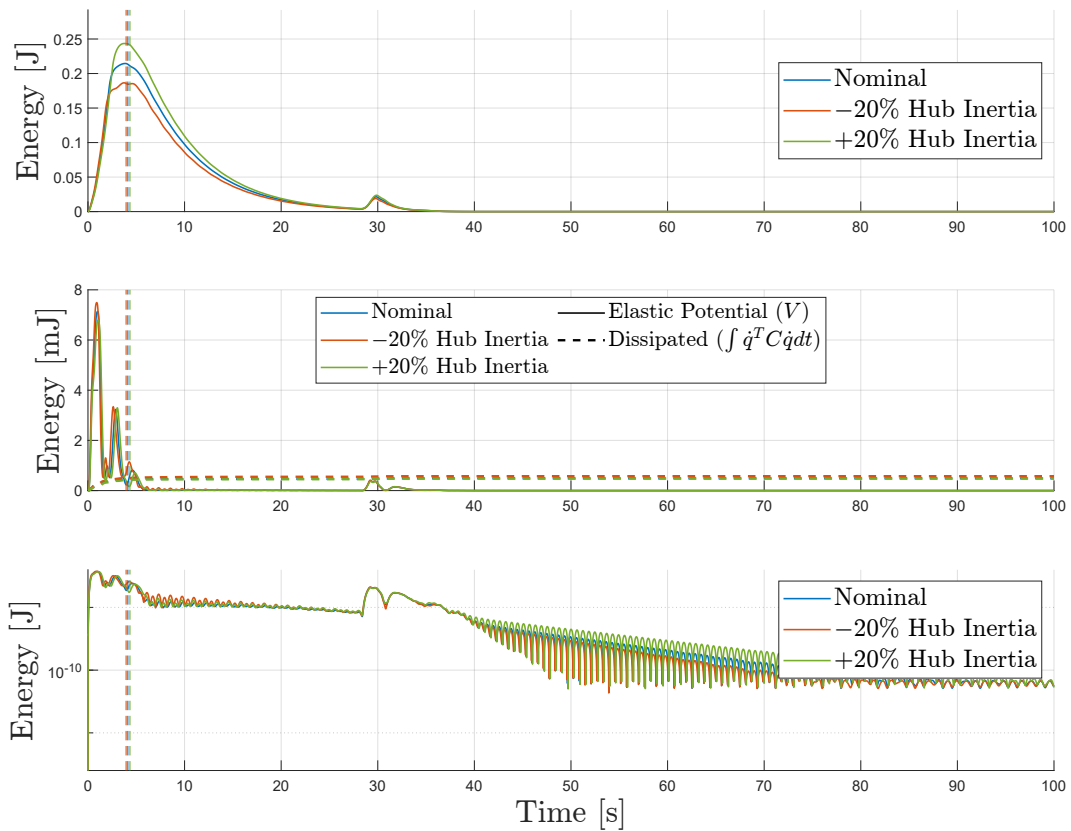 Energy [J]
0.25
0.2
0.15
0.1
0.05
0
0 10 20 30 40 50 60 70 80 90 100
Nominal
−20% Hub Inertia
+20% Hub Inertia
Energy [mJ]
8
6
4
2
0
0 10 20 30 40 50 60 70 80 90 100
Nominal
−20% Hub Inertia
+20% Hub Inertia
Elastic Potential (V)
Dissipated (∫ q̇ᵀCq̇dt)
Energy [J]
10⁻¹⁰
0 10 20 30 40 50 60 70 80 90 100
Nominal
−20% Hub Inertia
+20% Hub Inertia
Time [s]